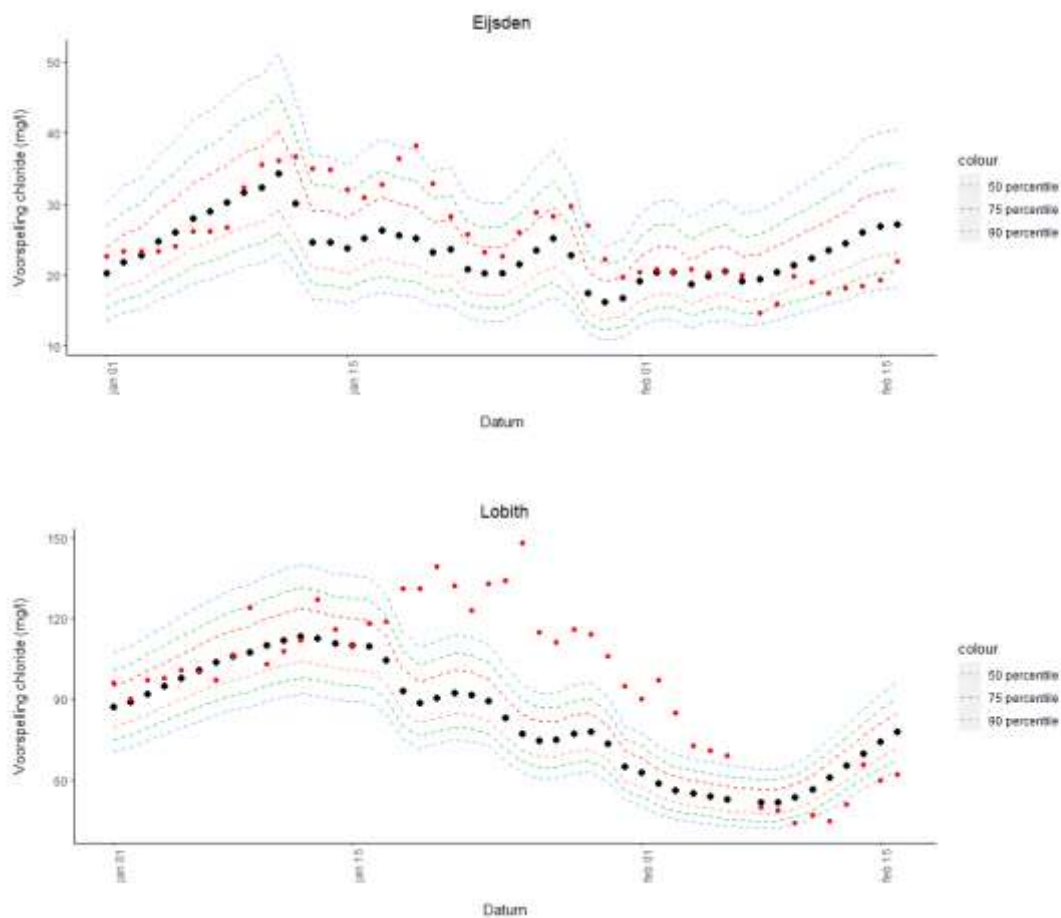 Eijsden
Voorspeling chloride (mg/l)
50
40
30
20
10
jan 01
jan 15
feb 01
feb 15
Datum
colour
50 percentile
75 percentile
90 percentile
Lobith
Voorspeling chloride (mg/l)
150
120
90
60
jan 01
jan 15
feb 01
feb 15
Datum
colour
50 percentile
75 percentile
90 percentile